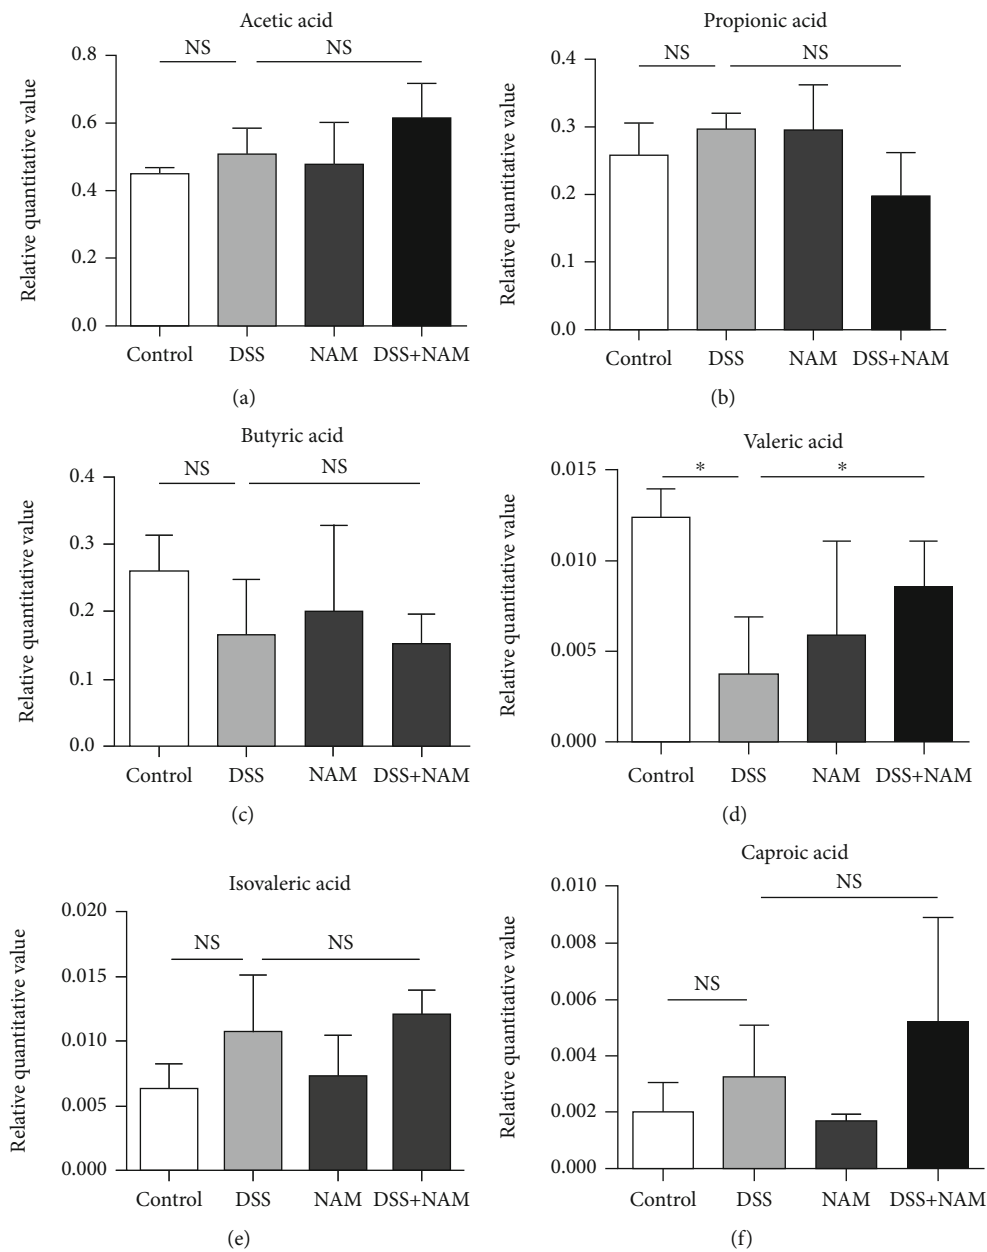 Acetic acid
NS NS
0.8
0.6
0.4
0.2
0.0
Relative quantitative value
Control DSS NAM DSS+NAM
(a)
Propionic acid
NS NS
0.4
0.3
0.2
0.1
0.0
Relative quantitative value
Control DSS NAM DSS+NAM
(b)
Butyric acid
NS NS
0.4
0.3
0.2
0.1
0.0
Relative quantitative value
Control DSS NAM DSS+NAM
(c)
Valeric acid
* *
0.015
0.010
0.005
0.000
Relative quantitative value
Control DSS NAM DSS+NAM
(d)
Isovaleric acid
NS NS
0.020
0.015
0.010
0.005
0.000
Relative quantitative value
Control DSS NAM DSS+NAM
(e)
Caproic acid
NS
NS
0.010
0.008
0.006
0.004
0.002
0.000
Relative quantitative value
Control DSS NAM DSS+NAM
(f)